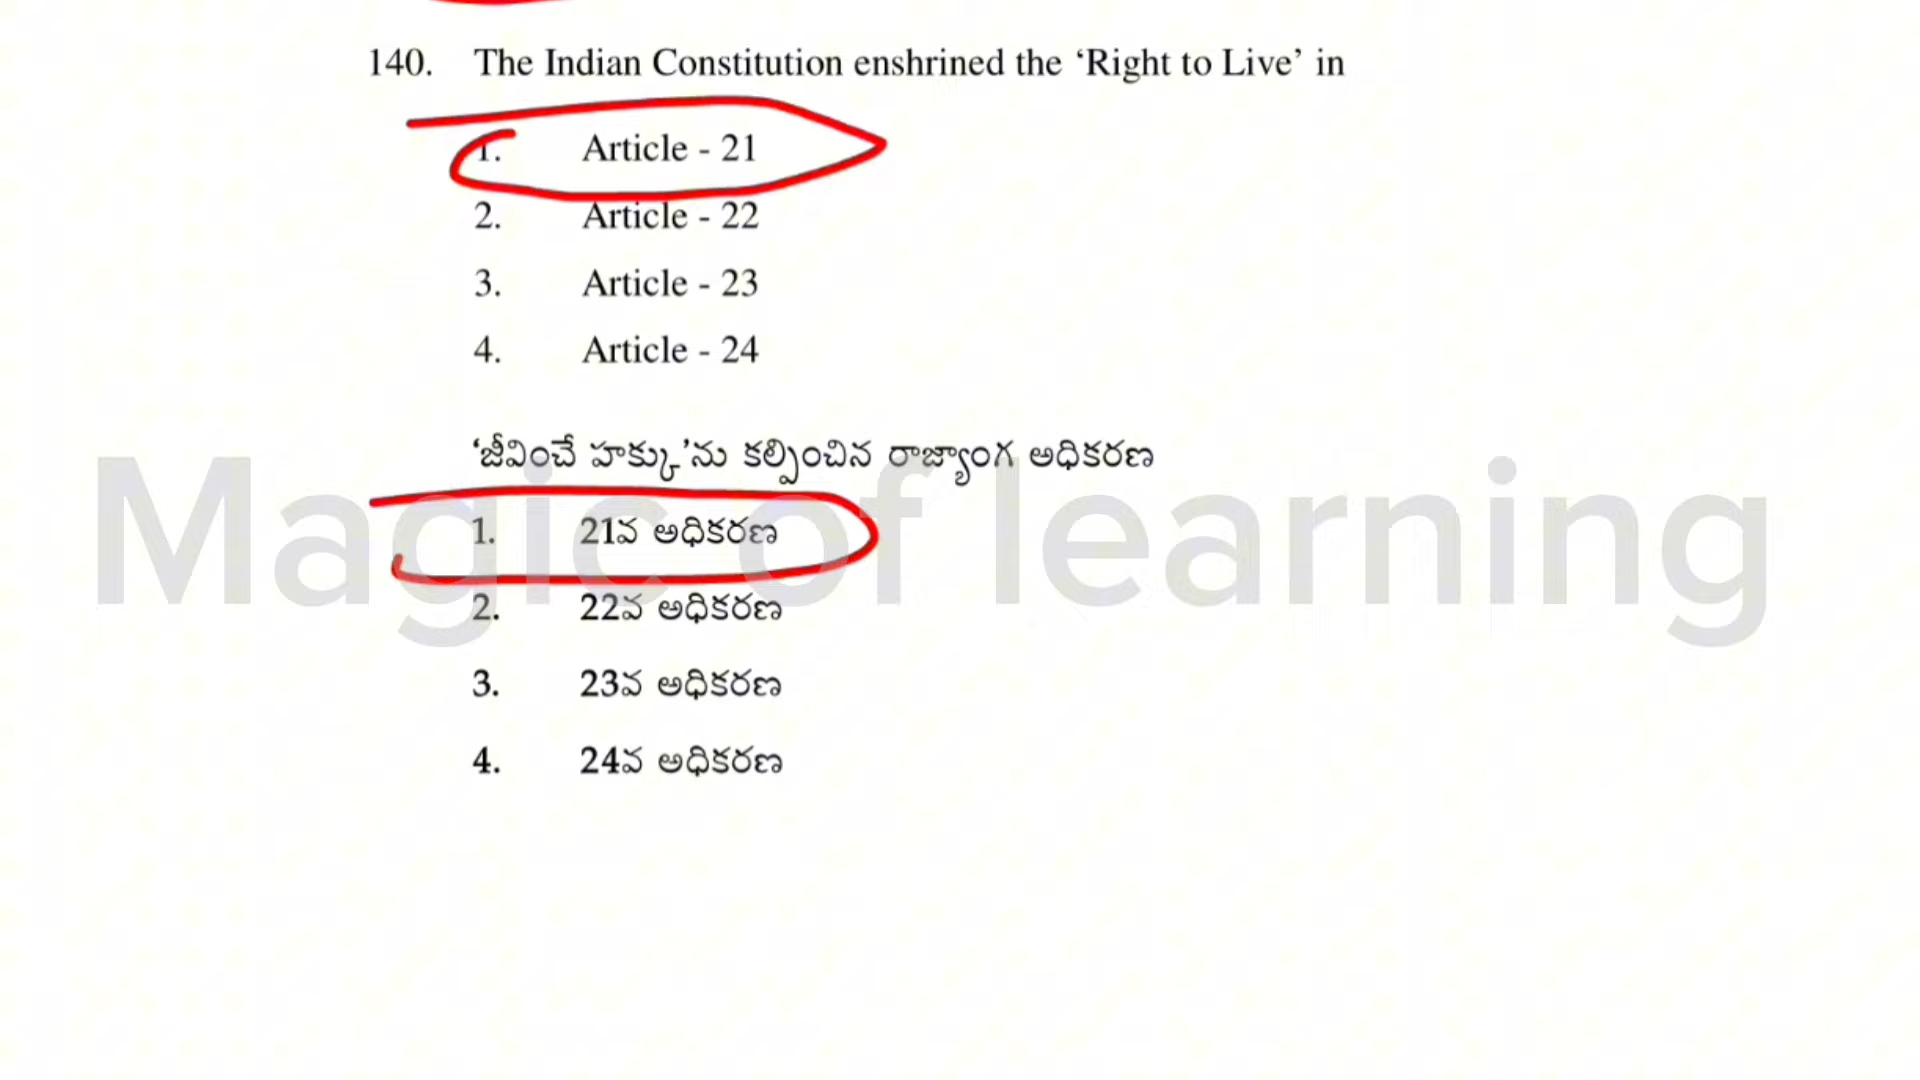 140. The Indian Constitution enshrined the ‘Right to Live’ in
1. Article - 21
2. Article - 22
3. Article - 23
4. Article - 24
‘జీవించే హక్కు’ను కల్పించిన రాజ్యాంగ అధికరణ
Magic of learning
1. 21వ అధికరణ
2. 22వ అధికరణ
3. 23వ అధికరణ
4. 24వ అధికరణ